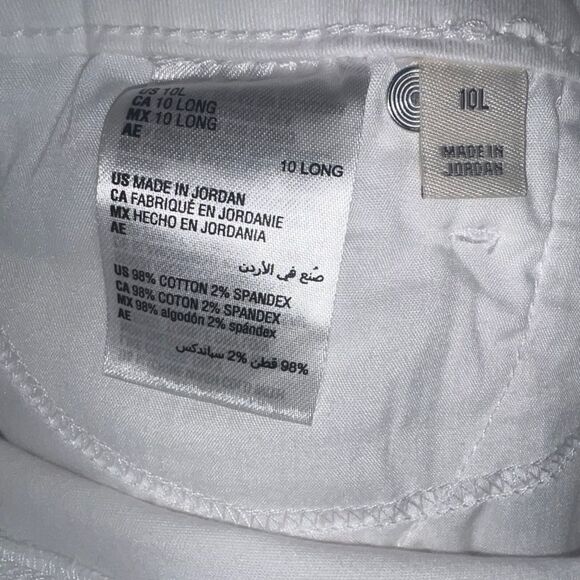 US 10L
CA 10 LONG
MX 10 LONG
AE
10 LONG
US MADE IN JORDAN
CA FABRIQUÉ EN JORDANIE
MX HECHO EN JORDANIA
AE
صُنع في الأردن
US 98% COTTON 2% SPANDEX
CA 98% COTON 2% SPANDEX
MX 98% algodón 2% spándex
AE
98% قطن 2% سباندكس
10L
MADE IN
JORDAN